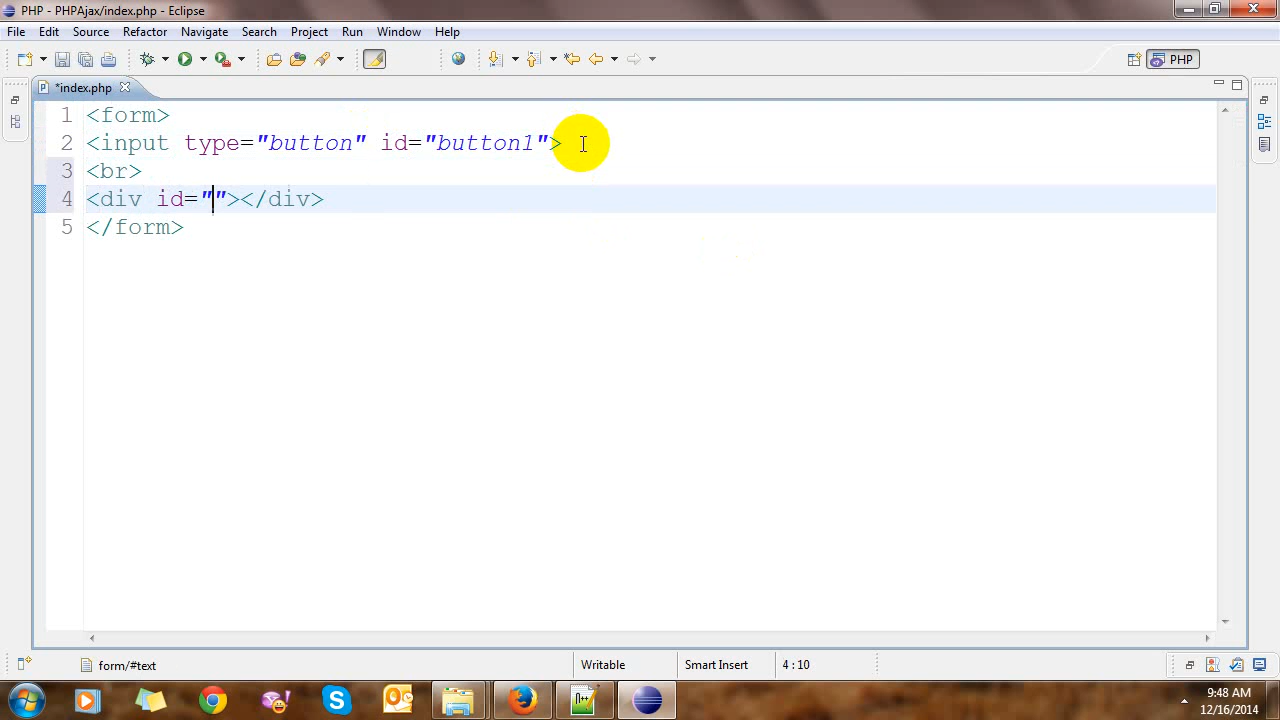 PHP - PHPAjax/index.php - Eclipse
File Edit Source Refactor Navigate Search Project Run Window Help
PHP
*index.php
1 <form>
2 <input type="button" id="button1">
3 <br>
4 <div id=""></div>
5 </form>
form/#text Writable Smart Insert 4 : 10
9:48 AM
12/16/2014